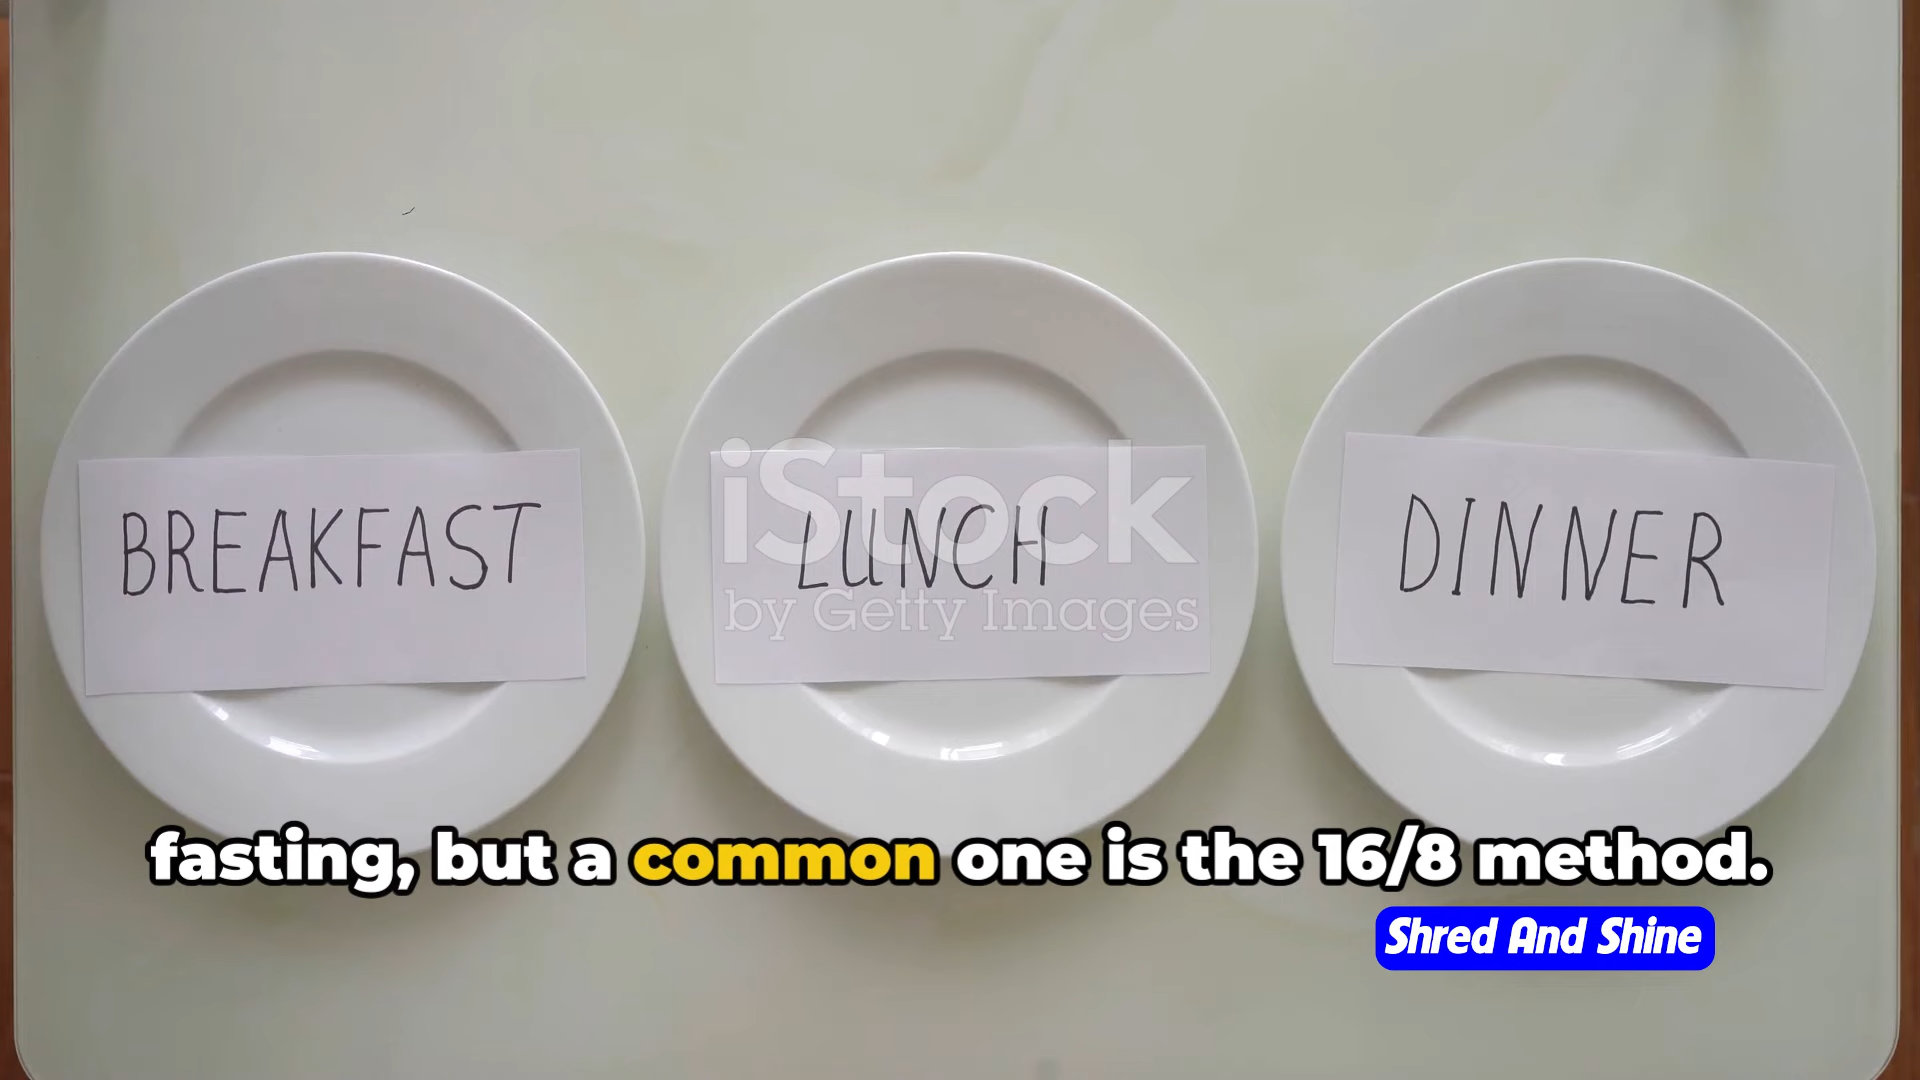 BREAKFAST
LUNCH
DINNER
iStock
by Getty Images
fasting, but a common one is the 16/8 method.
Shred And Shine